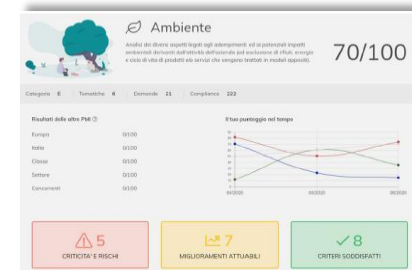 Ambiente
Analisi dei diversi aspetti legati agli adempimenti ed ai potenziali impatti
ambientali derivanti dall'attività dell'azienda (ad esclusione di rifiuti, energia
e ciclo di vita di prodotti e/o servizi che vengono trattati in moduli appositi).
70/100
Categoria E Tematiche 6 Domande 21 Compliance 222
Risultati delle altre PMI
Europa 0/100
Italia 0/100
Classe 0/100
Settore 0/100
Concorrenti 0/100
Il tuo punteggio nel tempo
5
CRITICITA' E RISCHI
7
MIGLIORAMENTI ATTUABILI
8
CRITERI SODDISFATTI